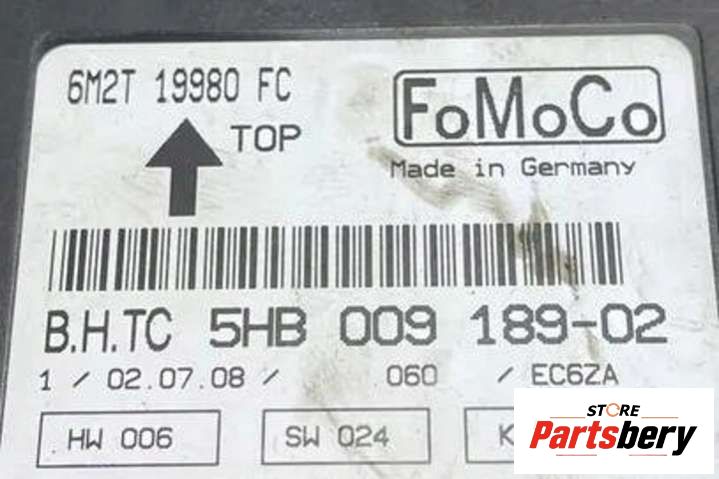 6M2T 19980 FC
FoMoCo
TOP
Made in Germany
B.H.TC 5HB 009 189-02
1 / 02.07.08 / 060 / EC6ZA
HW 006 SW 024 K
STORE
Partsbery